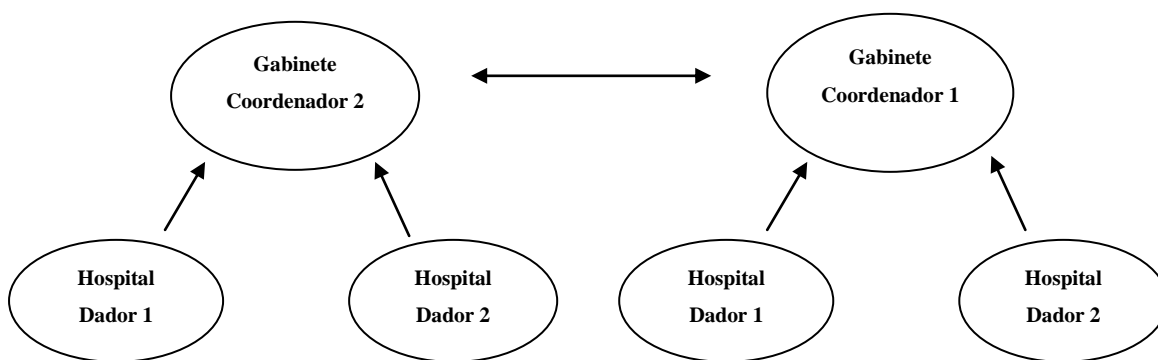 Gabinete
Coordenador 2
Gabinete
Coordenador 1
Hospital
Dador 1
Hospital
Dador 2
Hospital
Dador 1
Hospital
Dador 2